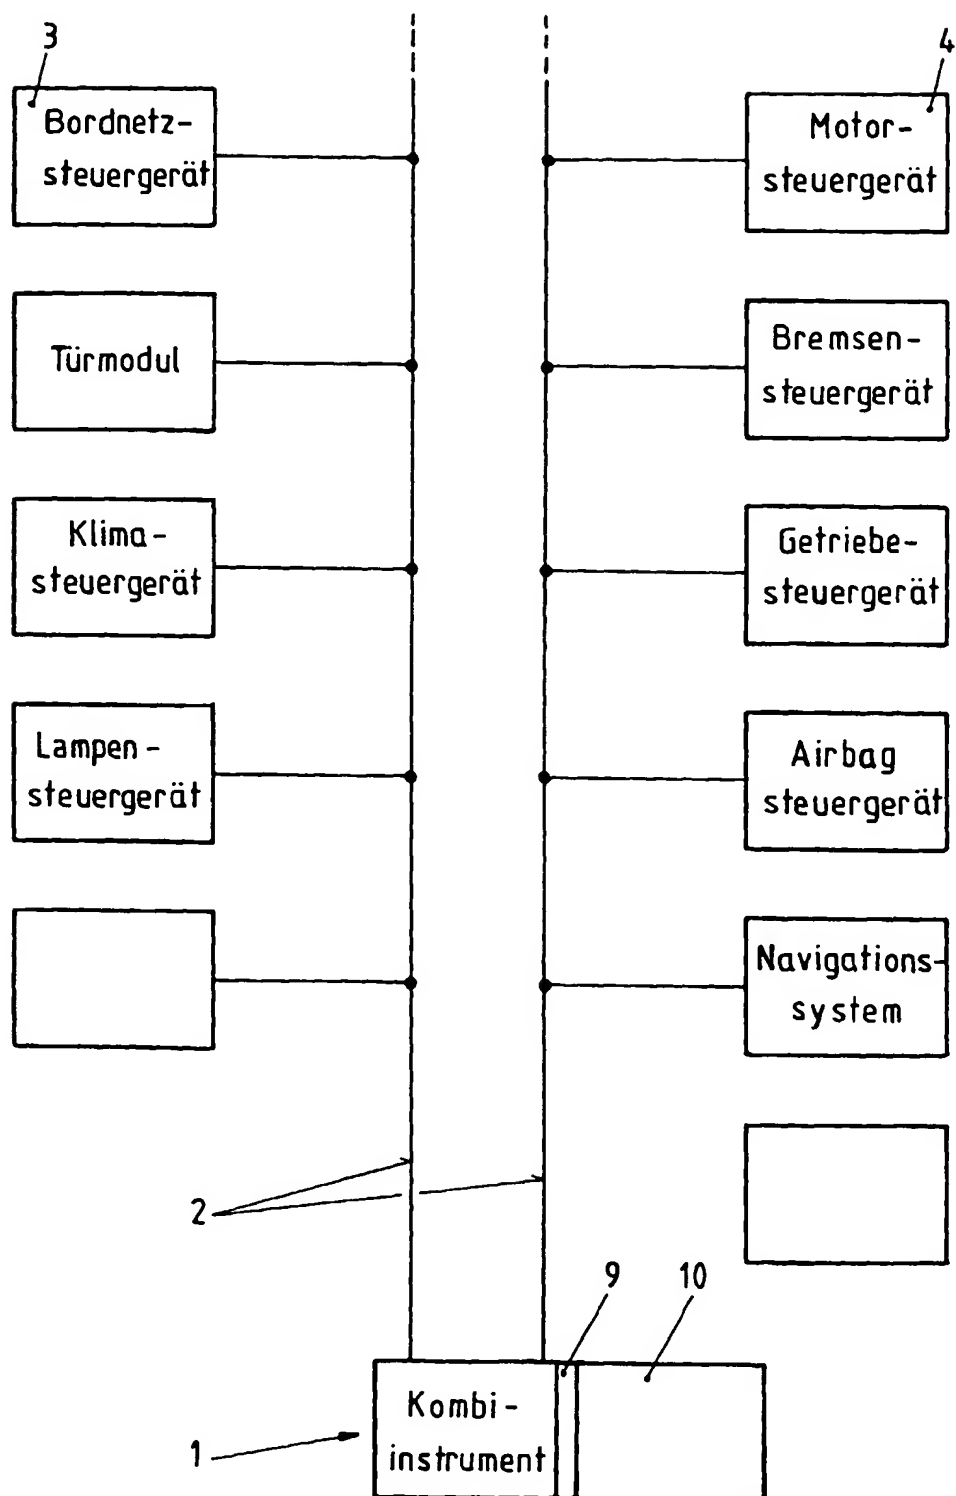 3
4
Bordnetz-
steuergerät
Motor-
steuergerät
Türmodul
Bremsen-
steuergerät
Klima-
steuergerät
Getriebe-
steuergerät
Lampen-
steuergerät
Airbag
steuergerät
Navigations-
system
2
9
10
Kombi-
instrument
1